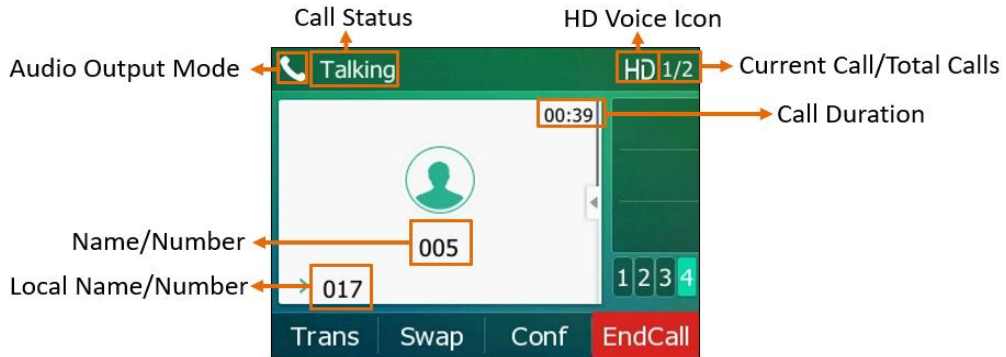 Call Status
HD Voice Icon
Audio Output Mode
Talking
HD 1/2
Current Call/Total Calls
00:39
Call Duration
Name/Number
005
Local Name/Number
017
1 2 3 4
Trans Swap Conf EndCall